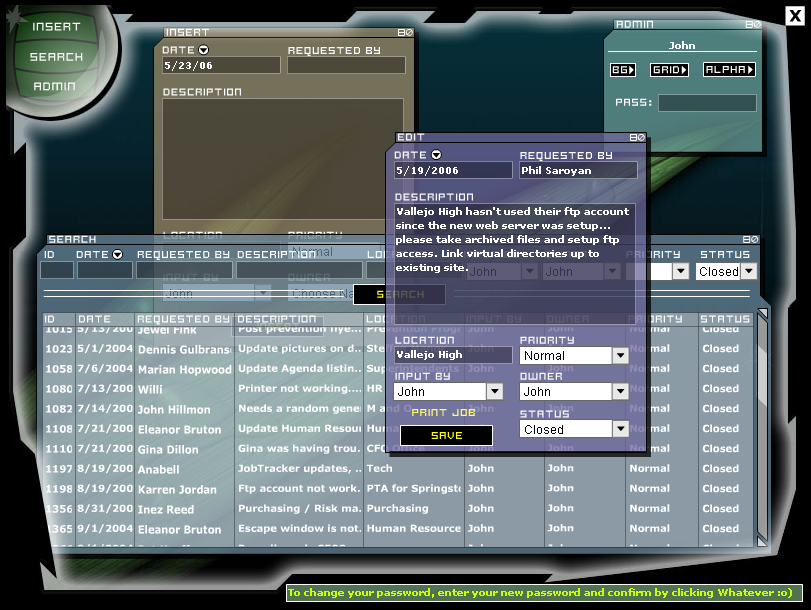 X
INSERT
SEARCH
ADMIN
INSERT
DATE REQUESTED BY
5/23/06
DESCRIPTION
LOCATION PRIORITY
Normal
INPUT BY OWNER
John
ADMIN
John
BG GRID ALPHA
PASS:
EDIT
DATE REQUESTED BY
5/19/2006 Phil Saroyan
DESCRIPTION
Vallejo High hasn't used their ftp account
since the new web server was setup...
please take archived files and setup ftp
access. Link virtual directories up to
existing site.
LOCATION PRIORITY
Vallejo High Normal
INPUT BY OWNER
John John
PRINT JOB STATUS
SAVE Closed
SEARCH
ID DATE REQUESTED BY DESCRIPTION PRIORITY STATUS
John John Closed
SEARCH
ID DATE REQUESTED BY DESCRIPTION LOCATION INPUT BY OWNER PRIORITY STATUS
1015 5/13/200 Jewel Fink Normal Closed
1023 5/1/2004 Dennis Gulbrans Update pictures on d... Normal Closed
1058 7/6/2004 Marian Hopwood Update Agenda listin... Normal Closed
1080 7/13/200 Willi Printer not working.... HR Normal Closed
1082 7/14/200 John Hillmon Needs a random gene M and O Normal Closed
1108 7/21/200 Eleanor Bruton Update Human Resou Normal Closed
1110 7/21/200 Gina Dillon Gina was having trou. CFO Office Normal Closed
1197 8/19/200 Anabell JobTracker updates, .. Tech John John Normal Closed
1198 8/19/200 Karren Jordan Ftp account not work. PTA for Springsto John John Normal Closed
1356 8/31/200 Inez Reed Purchasing / Risk ma. Purchasing John John Normal Closed
1365 9/1/2004 Eleanor Bruton Escape window is not. Human Resource John John Normal Closed
To change your password, enter your new password and confirm by clicking Whatever :o)